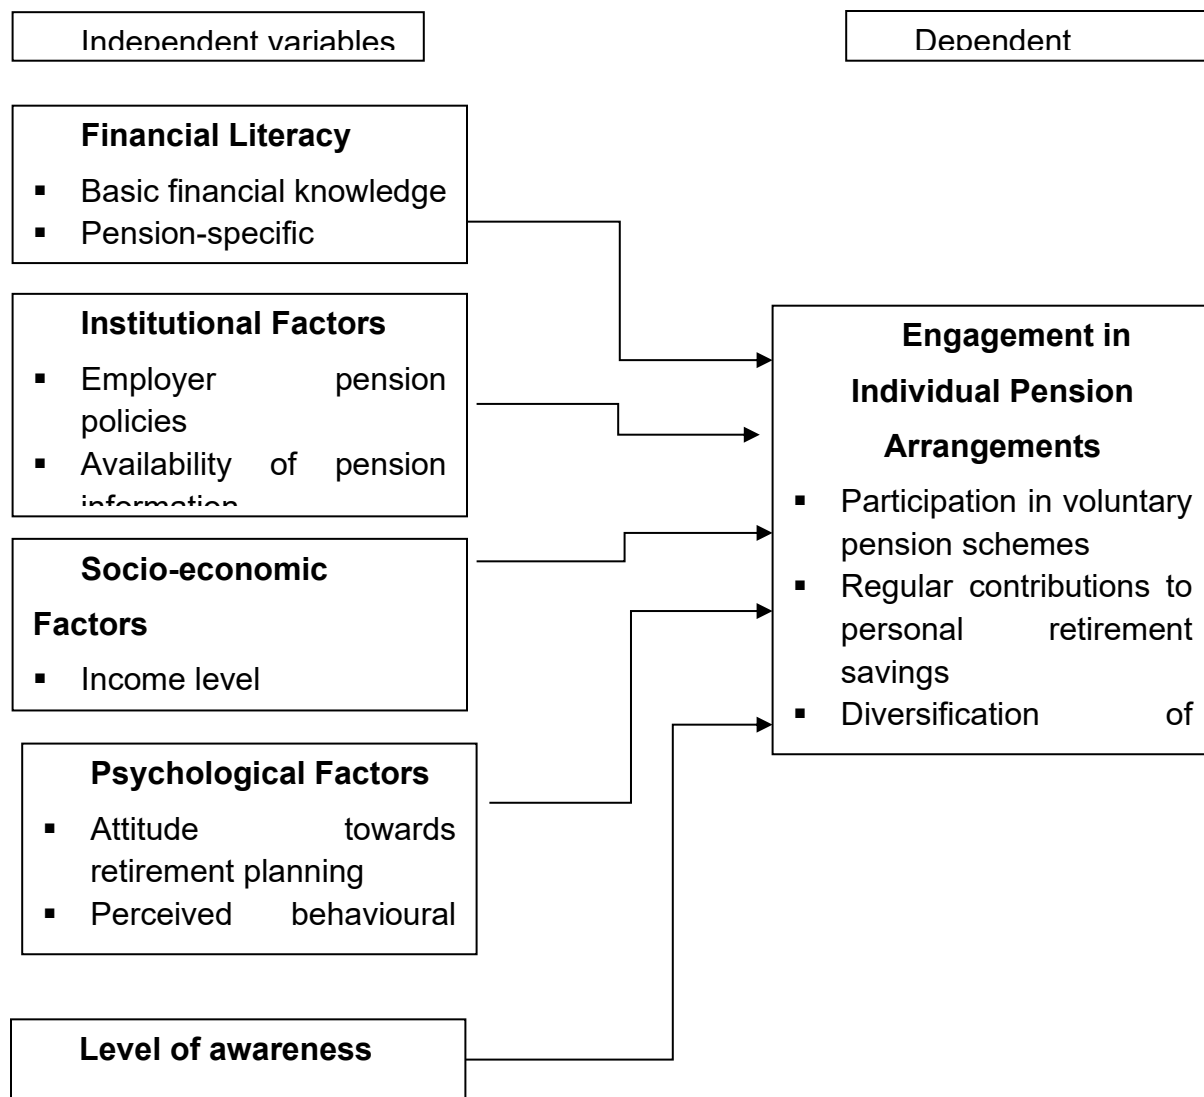 Independent variables
Dependent
Financial Literacy
▪ Basic financial knowledge
▪ Pension-specific
Institutional Factors
▪ Employer pension
policies
▪ Availability of pension
information
Socio-economic
Factors
▪ Income level
Psychological Factors
▪ Attitude towards
retirement planning
▪ Perceived behavioural
Level of awareness
Engagement in
Individual Pension
Arrangements
▪ Participation in voluntary
pension schemes
▪ Regular contributions to
personal retirement
savings
▪ Diversification of